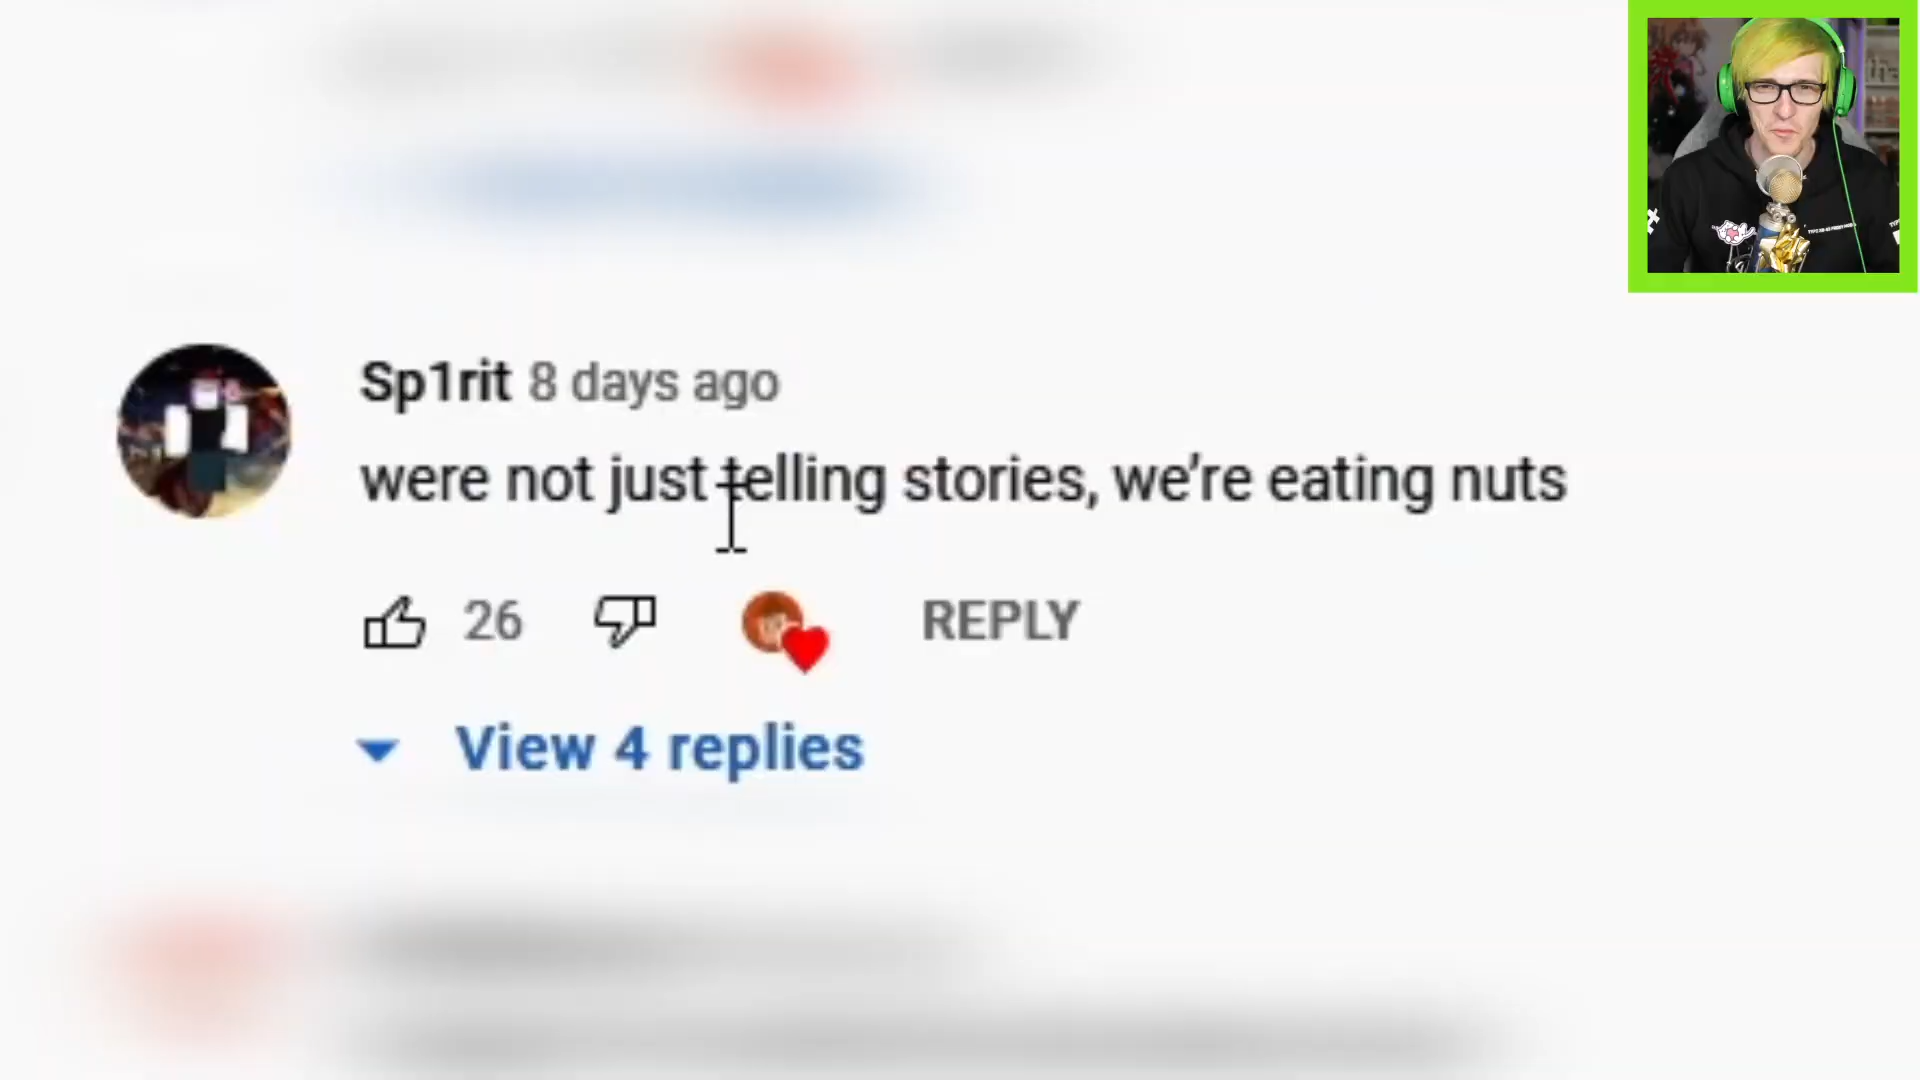 Sp1rit 8 days ago
were not just telling stories, we're eating nuts
26 REPLY
View 4 replies